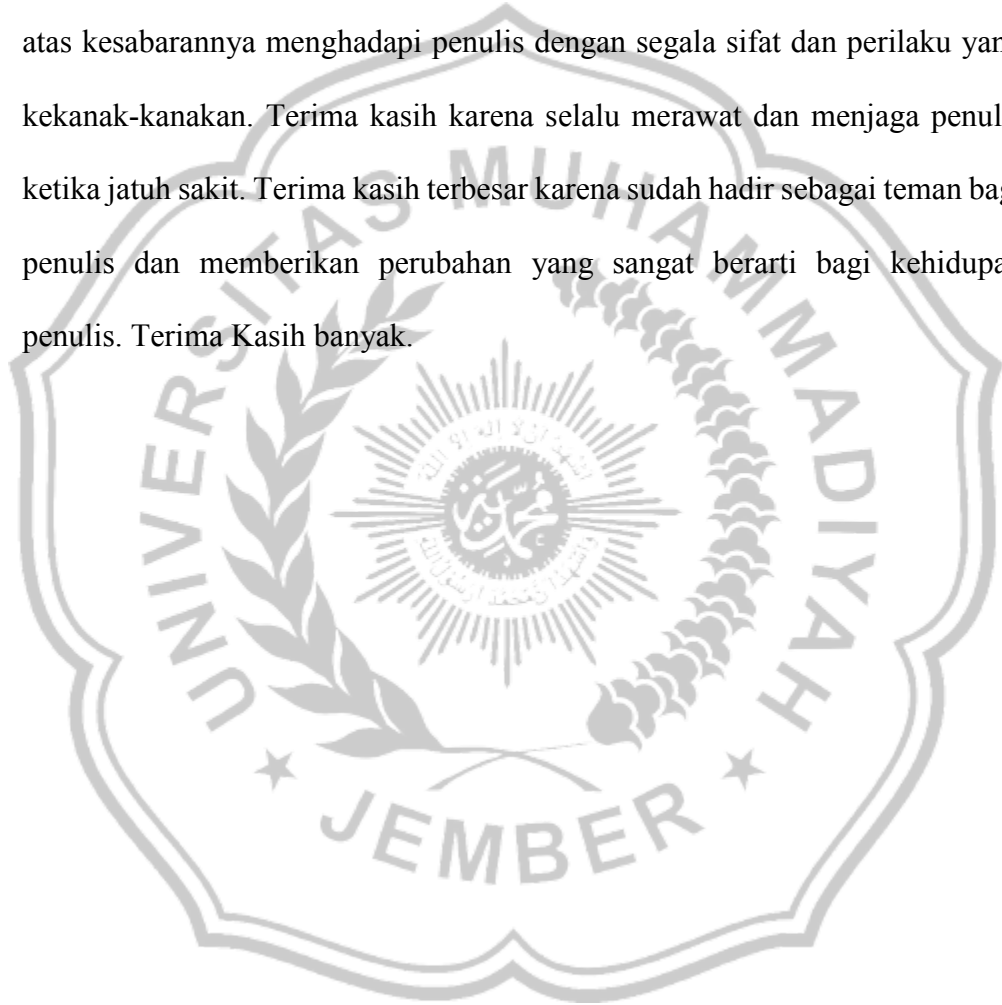 atas kesabarannya menghadapi penulis dengan segala sifat dan perilaku yan
kekanak-kanakan. Terima kasih karena selalu merawat dan menjaga penul
ketika jatuh sakit. Terima kasih terbesar karena sudah hadir sebagai teman bag
penulis dan memberikan perubahan yang sangat berarti bagi kehidupa
penulis. Terima Kasih banyak.
UNIVERSITAS MUHAMMADIYAH
JEMBER